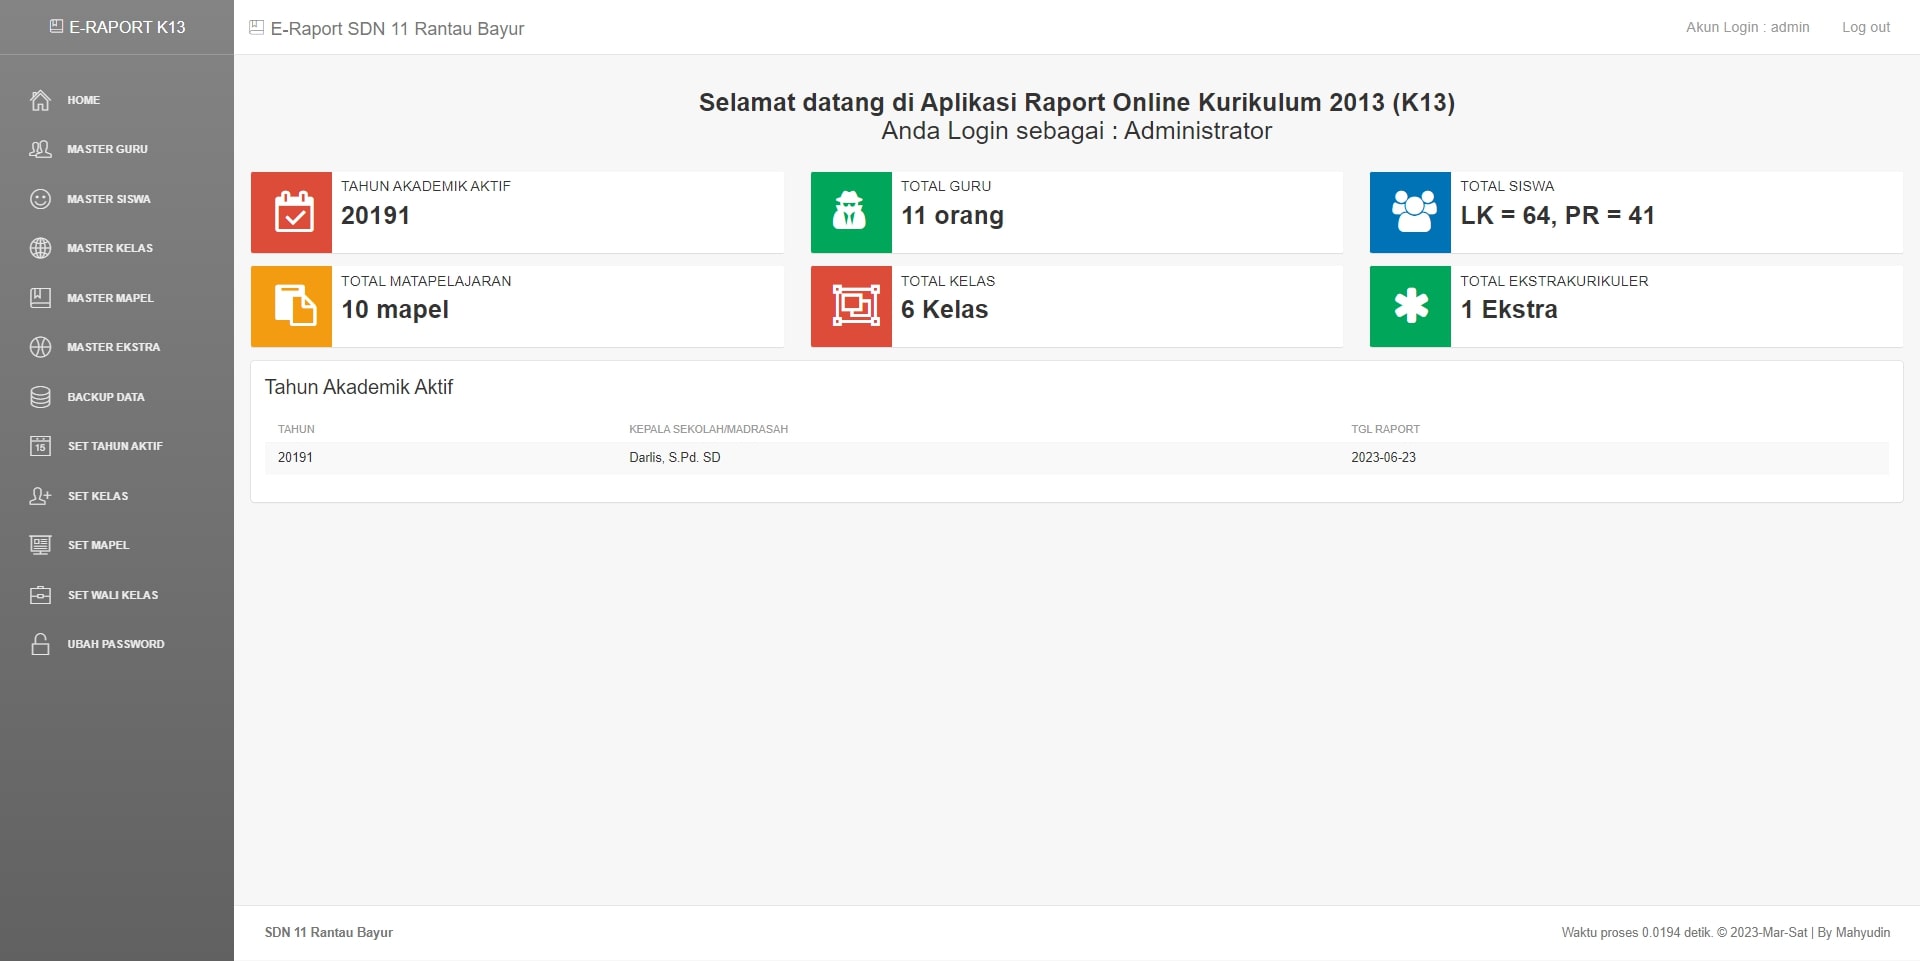 E-RAPORT K13
E-Raport SDN 11 Rantau Bayur
Akun Login : admin
Log out
HOME
MASTER GURU
MASTER SISWA
MASTER KELAS
MASTER MAPEL
MASTER EKSTRA
BACKUP DATA
15
SET TAHUN AKTIF
SET KELAS
SET MAPEL
SET WALI KELAS
UBAH PASSWORD
Selamat datang di Aplikasi Raport Online Kurikulum 2013 (K13)
Anda Login sebagai : Administrator
TAHUN AKADEMIK AKTIF
20191
TOTAL GURU
11 orang
TOTAL SISWA
LK = 64, PR = 41
TOTAL MATAPELAJARAN
10 mapel
TOTAL KELAS
6 Kelas
TOTAL EKSTRAKURIKULER
1 Ekstra
Tahun Akademik Aktif
TAHUN KEPALA SEKOLAH/MADRASAH TGL RAPORT
20191 Darlis, S.Pd. SD 2023-06-23
SDN 11 Rantau Bayur
Waktu proses 0.0194 detik. © 2023-Mar-Sat | By Mahyudin